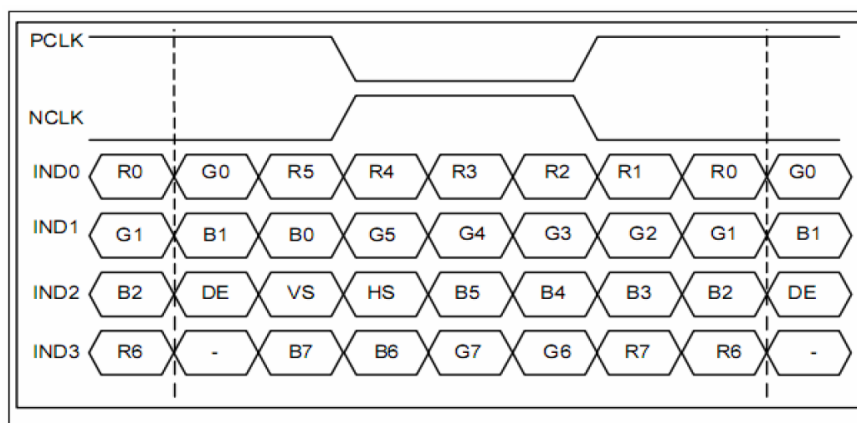 PCLK
NCLK
IND0 R0 G0 R5 R4 R3 R2 R1 R0 G0
IND1 G1 B1 B0 G5 G4 G3 G2 G1 B1
IND2 B2 DE VS HS B5 B4 B3 B2 DE
IND3 R6 - B7 B6 G7 G6 R7 R6 -